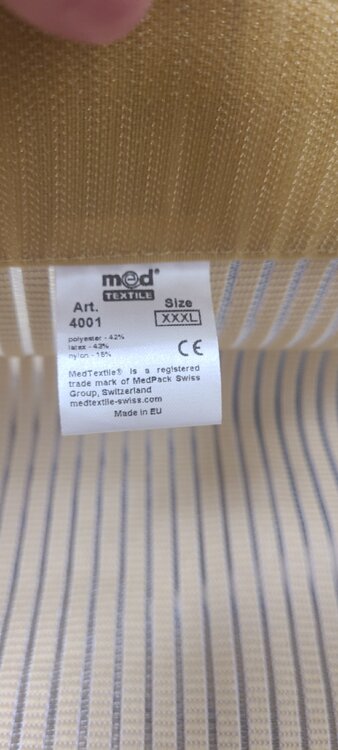 med®
TEXTILE
Art.
4001
Size
XXXL
polyester - 42%
latex - 43%
nylon - 15%
CE
MedTextile® is a registered
trade mark of MedPack Swiss
Group, Switzerland
medtextile-swiss.com
Made in EU